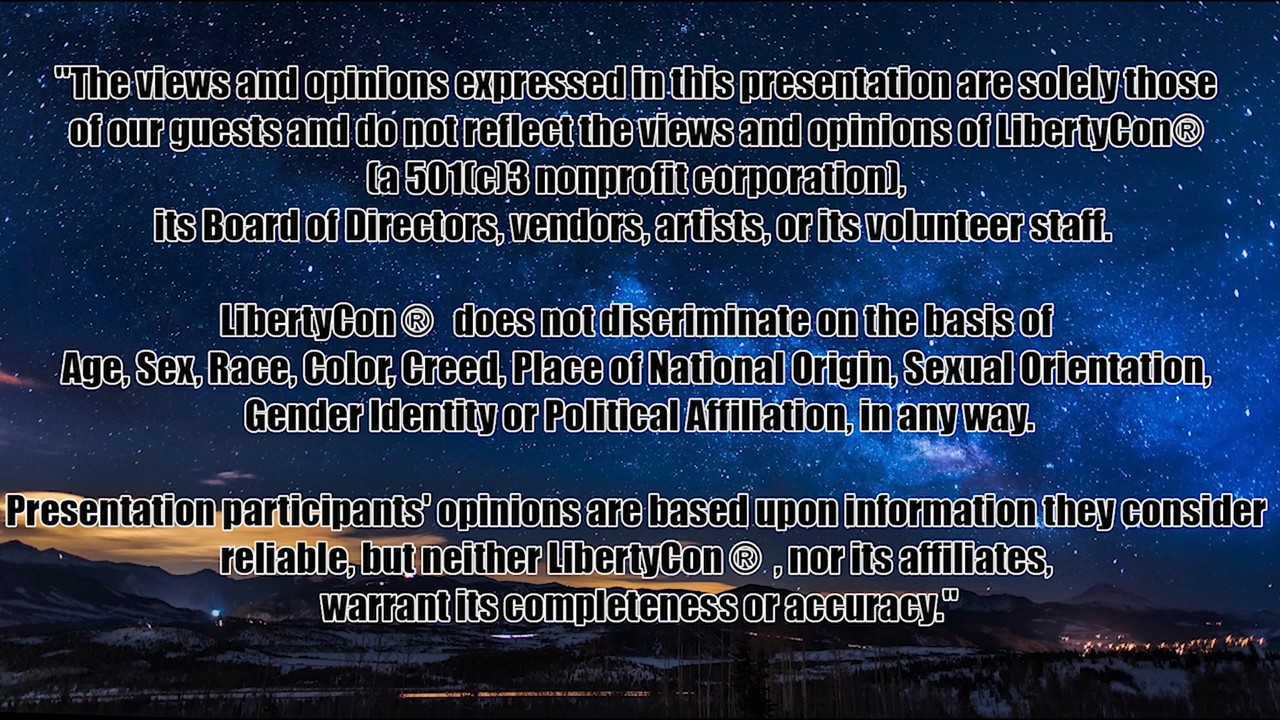 "The views and opinions expressed in this presentation are solely those
of our guests and do not reflect the views and opinions of LibertyCon®
(a 501(c)3 nonprofit corporation),
its Board of Directors, vendors, artists, or its volunteer staff.
LibertyCon ® does not discriminate on the basis of
Age, Sex, Race, Color, Creed, Place of National Origin, Sexual Orientation,
Gender Identity or Political Affiliation, in any way.
Presentation participants' opinions are based upon information they consider
reliable, but neither LibertyCon ® , nor its affiliates,
warrant its completeness or accuracy."